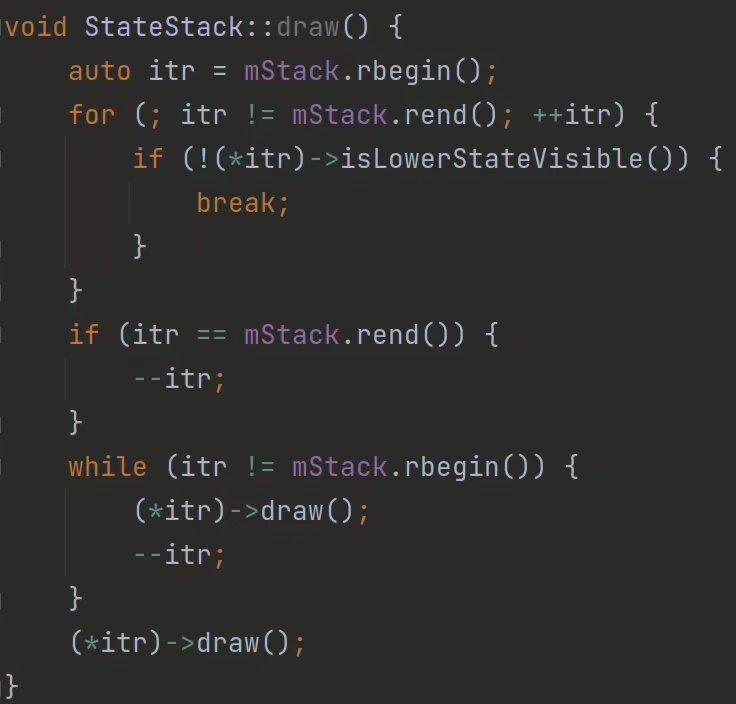 void StateStack::draw() {
    auto itr = mStack.rbegin();
    for (; itr != mStack.rend(); ++itr) {
        if (!(*itr)->isLowerStateVisible()) {
            break;
        }
    }
    if (itr == mStack.rend()) {
        --itr;
    }
    while (itr != mStack.rbegin()) {
        (*itr)->draw();
        --itr;
    }
    (*itr)->draw();
}